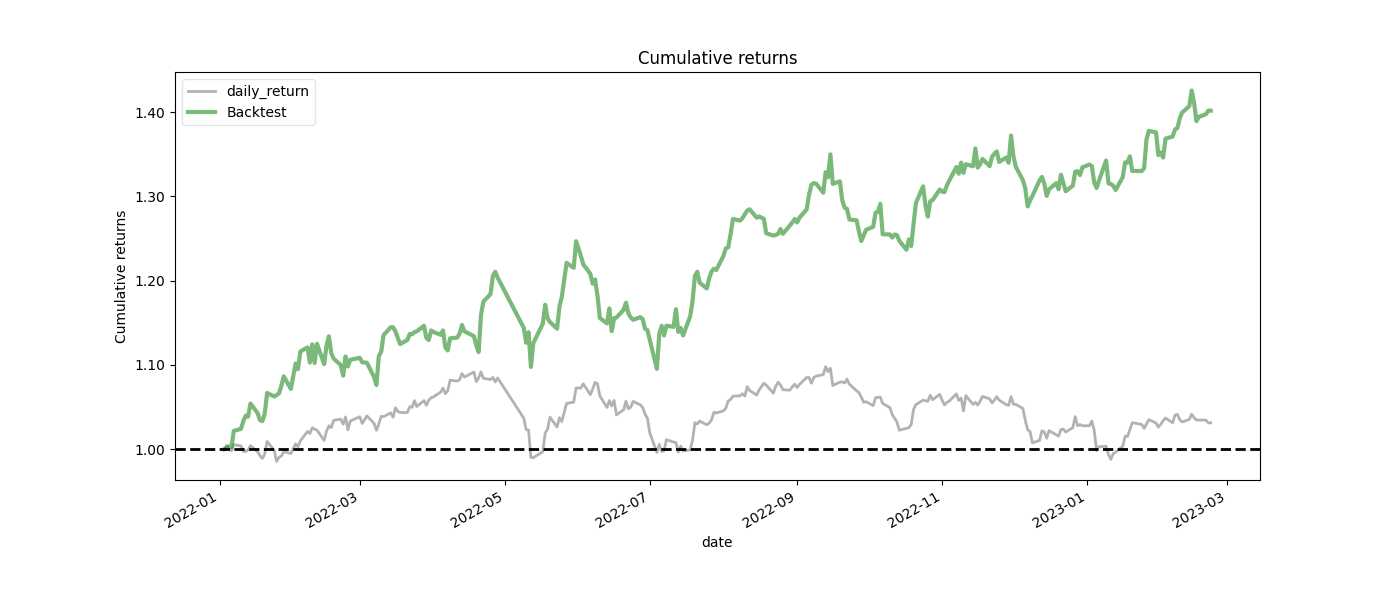 Cumulative returns
daily_return
Backtest
1.40
1.30
1.20
1.10
1.00
Cumulative returns
2022-01
2022-03
2022-05
2022-07
2022-09
2022-11
2023-01
2023-03
date